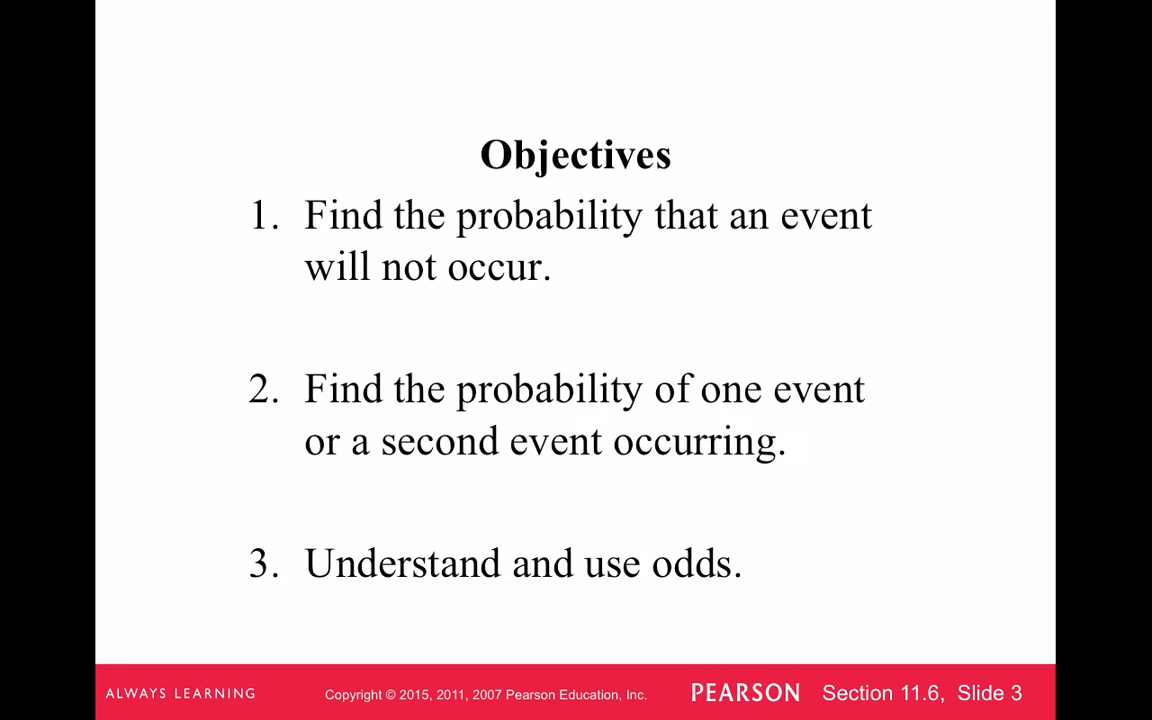 Objectives
1. Find the probability that an event
will not occur.
2. Find the probability of one event
or a second event occurring.
3. Understand and use odds.
ALWAYS LEARNING Copyright © 2015, 2011, 2007 Pearson Education, Inc. PEARSON Section 11.6, Slide 3